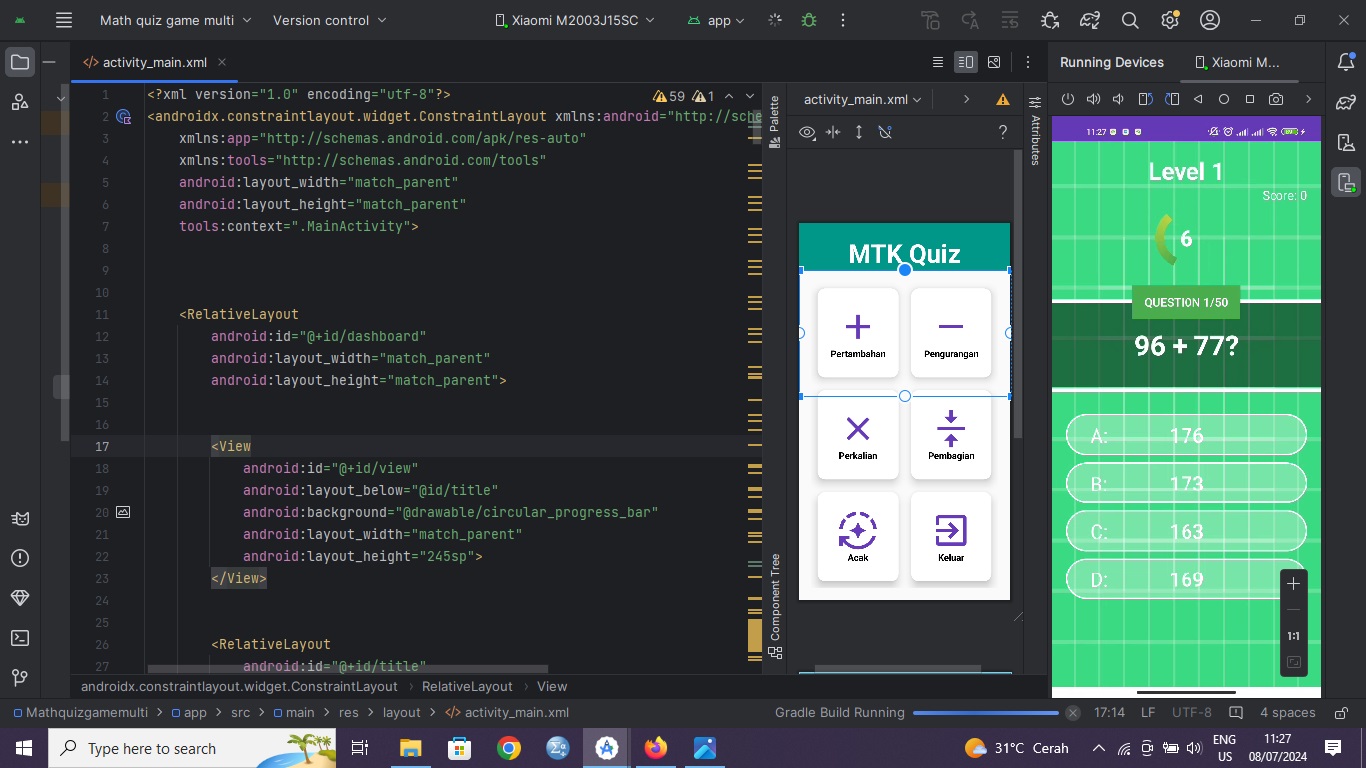 Math quiz game multi
Version control
Xiaomi M2003J15SC
app
activity_main.xml
Running Devices
Xiaomi M...
59
1
1 <?xml version="1.0" encoding="utf-8"?>
2 <androidx.constraintlayout.widget.ConstraintLayout xmlns:android="http://sche
3 xmlns:app="http://schemas.android.com/apk/res-auto"
4 xmlns:tools="http://schemas.android.com/tools"
5 android:layout_width="match_parent"
6 android:layout_height="match_parent"
7 tools:context=".MainActivity">
8
9
10
11 <RelativeLayout
12 android:id="@+id/dashboard"
13 android:layout_width="match_parent"
14 android:layout_height="match_parent">
15
16
17 <View
18 android:id="@+id/view"
19 android:layout_below="@id/title"
20 android:background="@drawable/circular_progress_bar"
21 android:layout_width="match_parent"
22 android:layout_height="245sp">
23 </View>
24
25
26 <RelativeLayout
27 android:id="@+id/title"
Palette
Component Tree
activity_main.xml
Attributes
MTK Quiz
Pertambahan
Pengurangan
Perkalian
Pembagian
Acak
Keluar
11:27
Level 1
Score: 0
6
QUESTION 1/50
96 + 77?
A: 176
B: 173
C: 163
D: 169
1:1
androidx.constraintlayout.widget.ConstraintLayout
RelativeLayout
View
Mathquizgamemulti
app
src
main
res
layout
activity_main.xml
Gradle Build Running
17:14
LF
UTF-8
4 spaces
Type here to search
31°C Cerah
ENG
US
11:27
08/07/2024